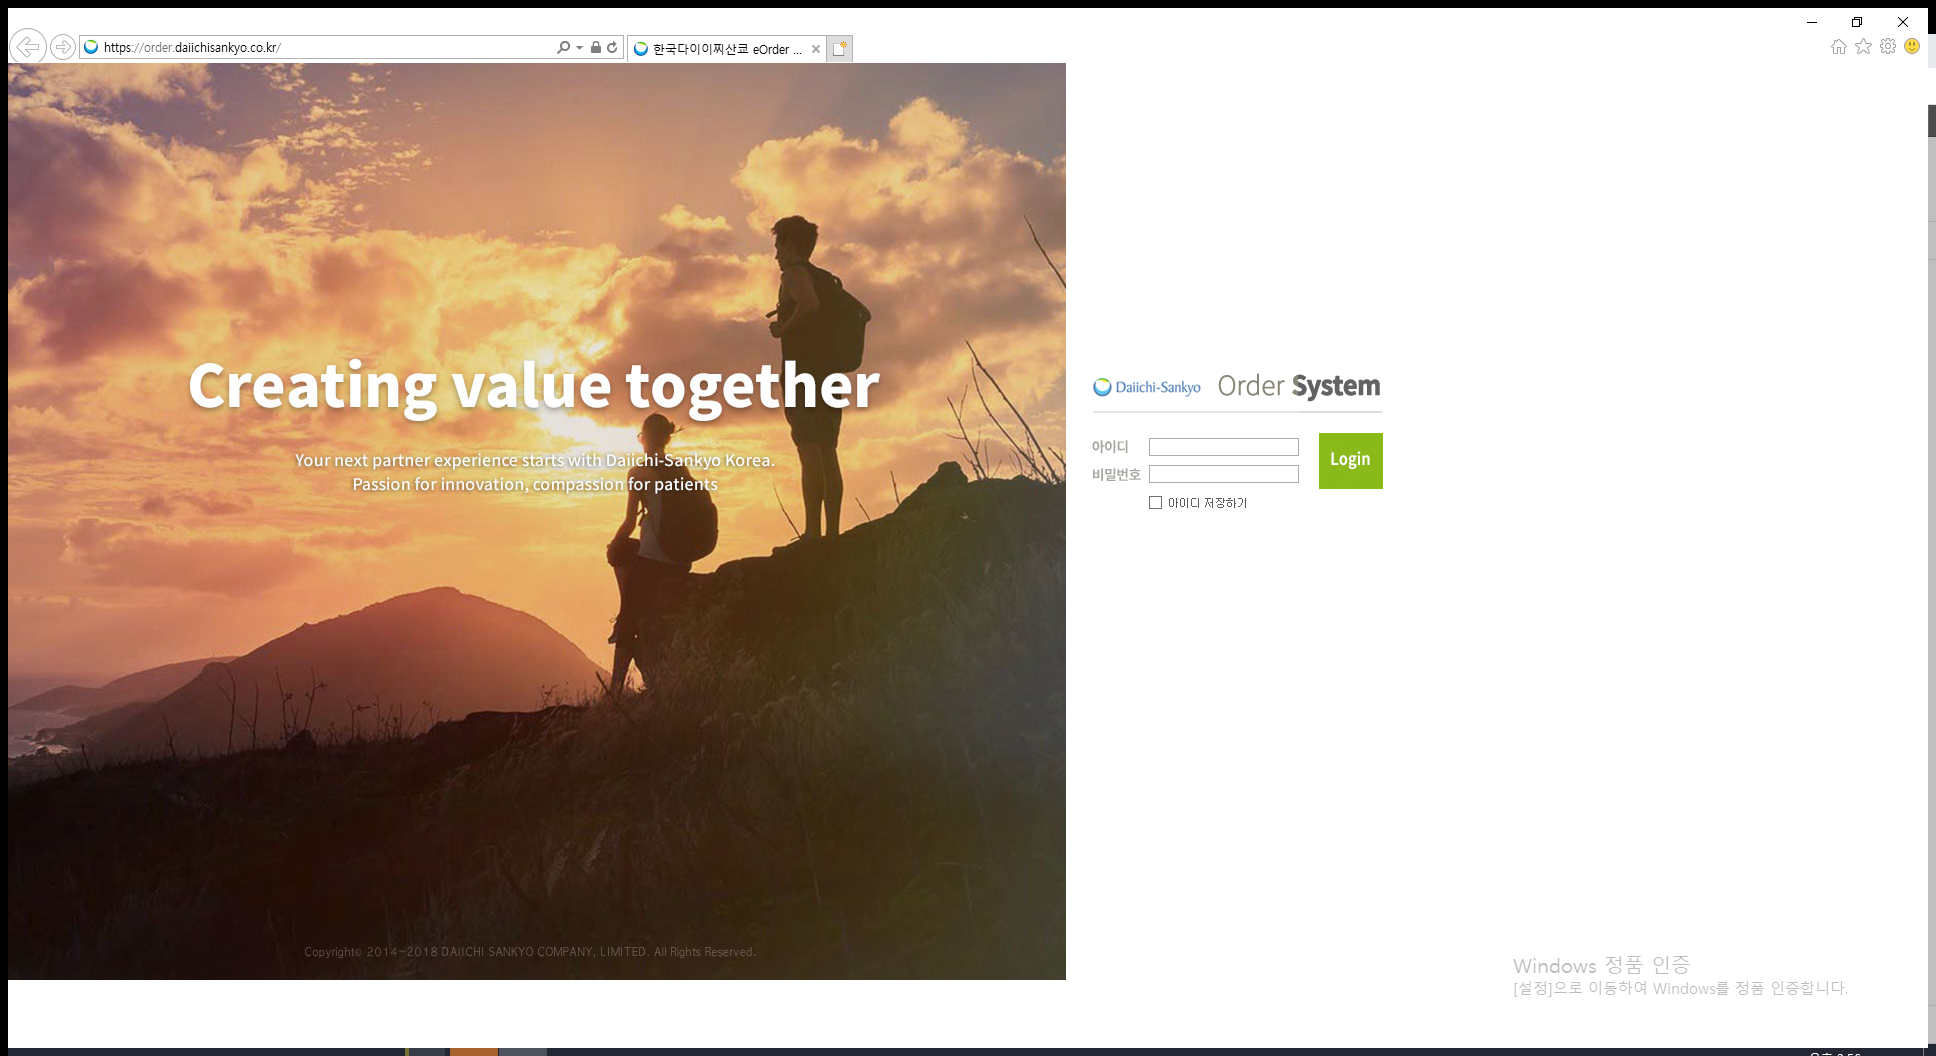 https://order.daiichisankyo.co.kr/
한국다이이찌산쿄 eOrder ...
Creating value together
Your next partner experience starts with Daiichi-Sankyo Korea.
Passion for innovation, compassion for patients
Daiichi-Sankyo Order System
아이디
비밀번호
Login
아이디 저장하기
Copyright© 2014~2018 DAIICHI SANKYO COMPANY, LIMITED. All Rights Reserved.
Windows 정품 인증
[설정]으로 이동하여 Windows를 정품 인증합니다.